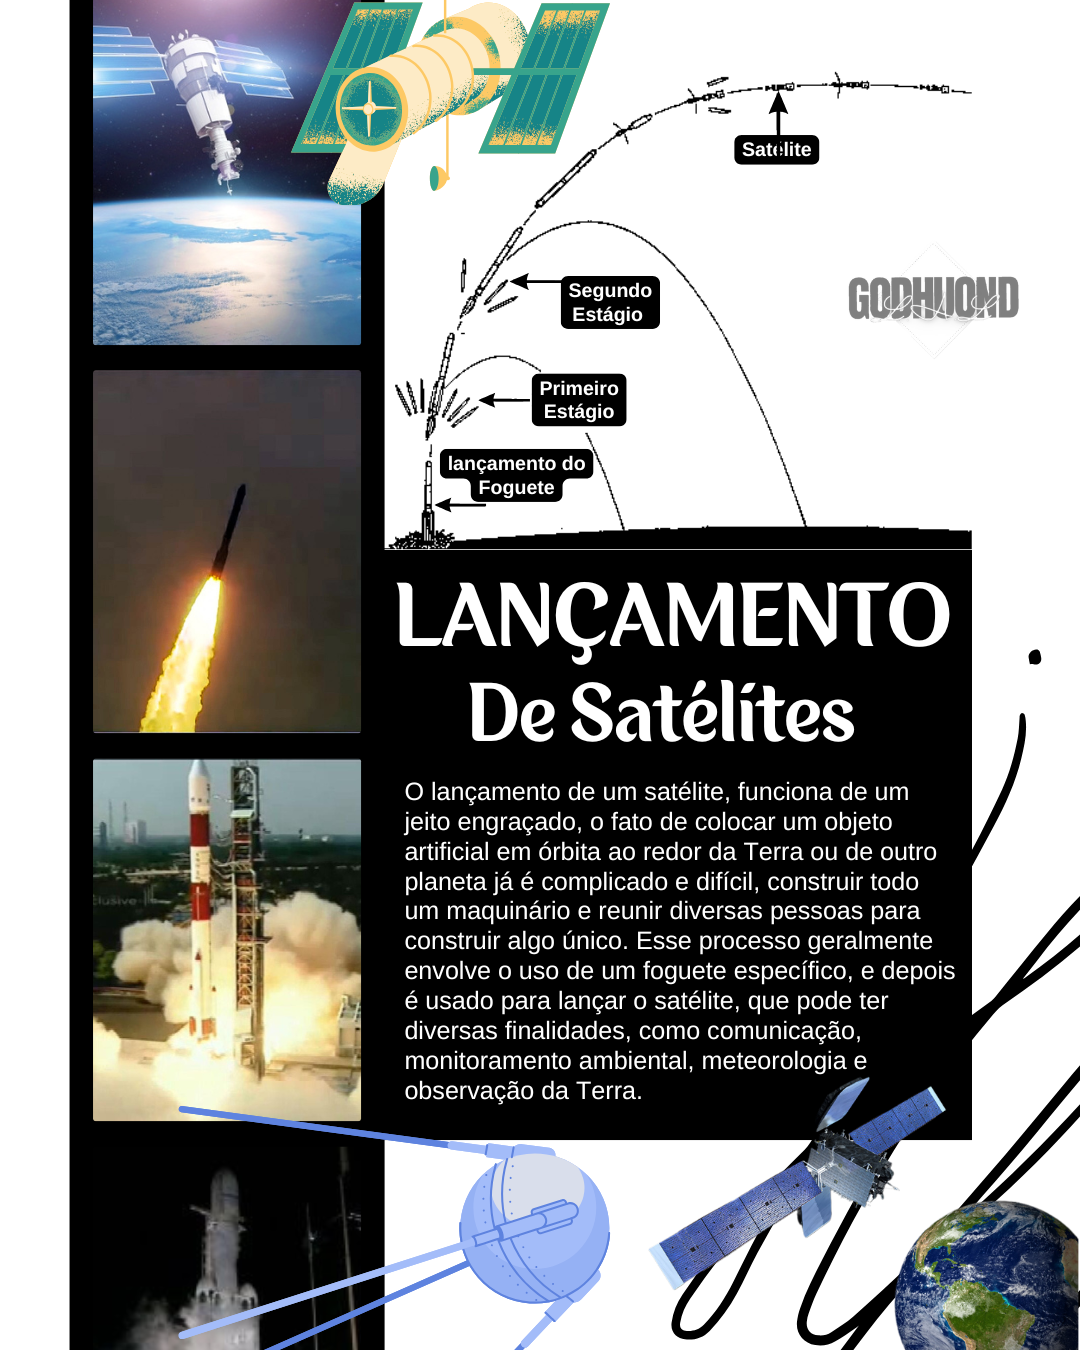 Satélite
GODHUOND
Segundo
Estágio
Primeiro
Estágio
lançamento do
Foguete
LANÇAMENTO
De Satélites
O lançamento de um satélite, funciona de um
jeito engraçado, o fato de colocar um objeto
artificial em órbita ao redor da Terra ou de outro
planeta já é complicado e difícil, construir todo
um maquinário e reunir diversas pessoas para
construir algo único. Esse processo geralmente
envolve o uso de um foguete específico, e depois
é usado para lançar o satélite, que pode ter
diversas finalidades, como comunicação,
monitoramento ambiental, meteorologia e
observação da Terra.